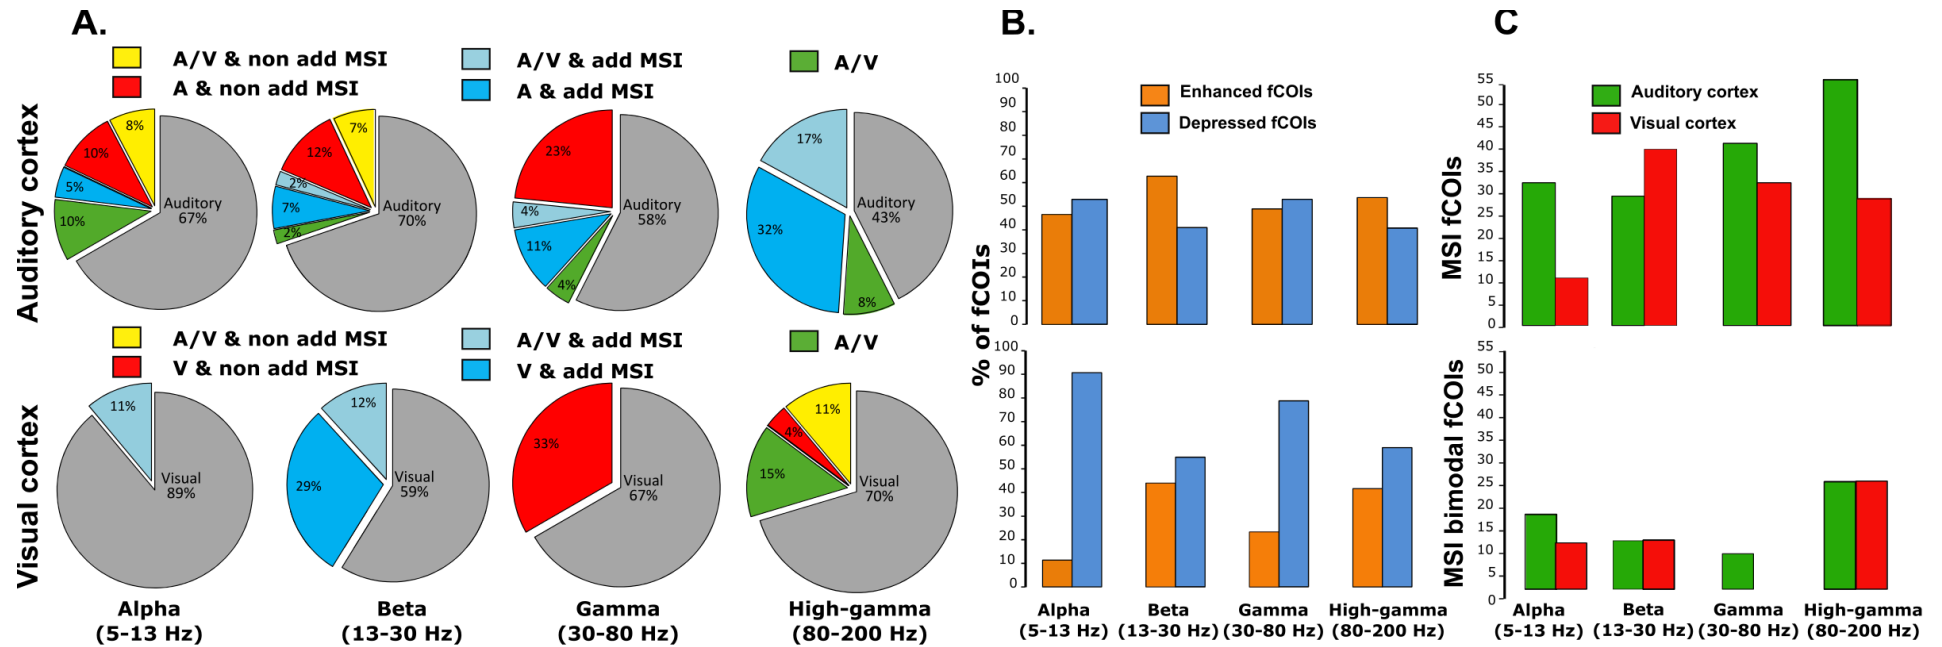 A.
A/V & non add MSI
A & non add MSI
A/V & add MSI
A & add MSI
A/V
Auditory cortex
8%
10%
5%
10%
Auditory
67%
7%
12%
2%
7%
2%
Auditory
70%
23%
4%
11%
4%
Auditory
58%
17%
32%
8%
Auditory
43%
A/V & non add MSI
V & non add MSI
A/V & add MSI
V & add MSI
A/V
Visual cortex
11%
Visual
89%
12%
29%
Visual
59%
33%
Visual
67%
11%
4%
15%
Visual
70%
Alpha
(5-13 Hz)
Beta
(13-30 Hz)
Gamma
(30-80 Hz)
High-gamma
(80-200 Hz)
B.
Enhanced fCOIs
Depressed fCOIs
% of fCOIs
100
90
80
70
60
50
40
30
20
10
0
100
90
80
70
60
50
40
30
20
10
0
Alpha
(5-13 Hz)
Beta
(13-30 Hz)
Gamma
(30-80 Hz)
High-gamma
(80-200 Hz)
C
Auditory cortex
Visual cortex
MSI fCOIs
55
50
45
40
35
30
25
20
15
10
5
0
MSI bimodal fCOIs
55
50
45
40
35
30
25
20
15
10
5
0
Alpha
(5-13 Hz)
Beta
(13-30 Hz)
Gamma
(30-80 Hz)
High-gamma
(80-200 Hz)